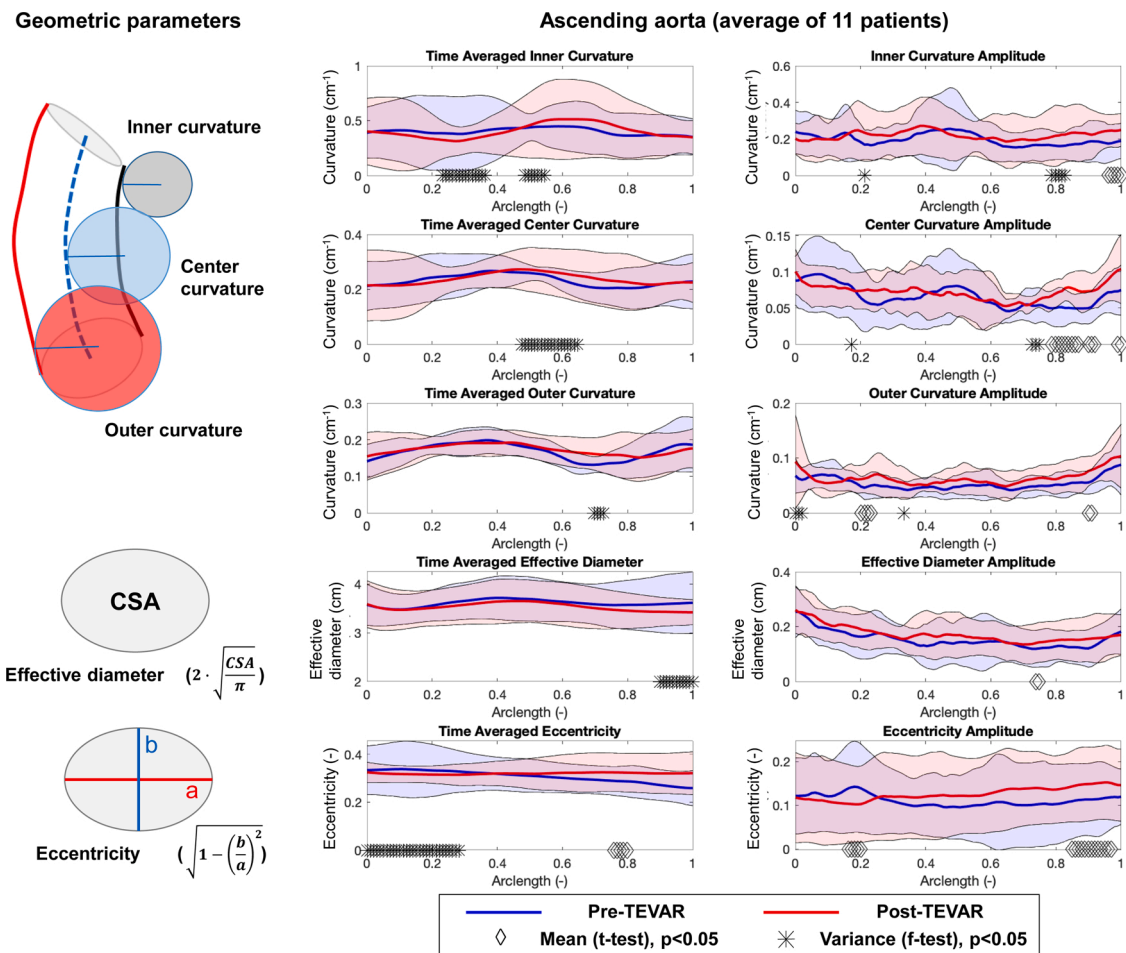 Geometric parameters
Inner curvature
Center
curvature
Outer curvature
CSA
Effective diameter (2 · √(CSA/π))
b
a
Eccentricity (√(1 − (b/a)²))
Ascending aorta (average of 11 patients)
Time Averaged Inner Curvature
Curvature (cm⁻¹)
1
0.5
0
0 0.2 0.4 0.6 0.8 1
Arclength (-)
Inner Curvature Amplitude
Curvature (cm⁻¹)
0.6
0.4
0.2
0
0 0.2 0.4 0.6 0.8 1
Arclength (-)
Time Averaged Center Curvature
Curvature (cm⁻¹)
0.4
0.2
0
0 0.2 0.4 0.6 0.8 1
Arclength (-)
Center Curvature Amplitude
Curvature (cm⁻¹)
0.15
0.1
0.05
0
0 0.2 0.4 0.6 0.8 1
Arclength (-)
Time Averaged Outer Curvature
Curvature (cm⁻¹)
0.3
0.2
0.1
0
0 0.2 0.4 0.6 0.8 1
Arclength (-)
Outer Curvature Amplitude
Curvature (cm⁻¹)
0.2
0.1
0
0 0.2 0.4 0.6 0.8 1
Arclength (-)
Time Averaged Effective Diameter
Effective
diameter (cm)
4
3
2
0 0.2 0.4 0.6 0.8 1
Arclength (-)
Effective Diameter Amplitude
Effective
diameter (cm)
0.4
0.2
0
0 0.2 0.4 0.6 0.8 1
Arclength (-)
Time Averaged Eccentricity
Eccentricity (-)
0.4
0.2
0
0 0.2 0.4 0.6 0.8 1
Arclength (-)
Eccentricity Amplitude
Eccentricity (-)
0.2
0.1
0
0 0.2 0.4 0.6 0.8 1
Arclength (-)
Pre-TEVAR
Post-TEVAR
Mean (t-test), p<0.05
Variance (f-test), p<0.05